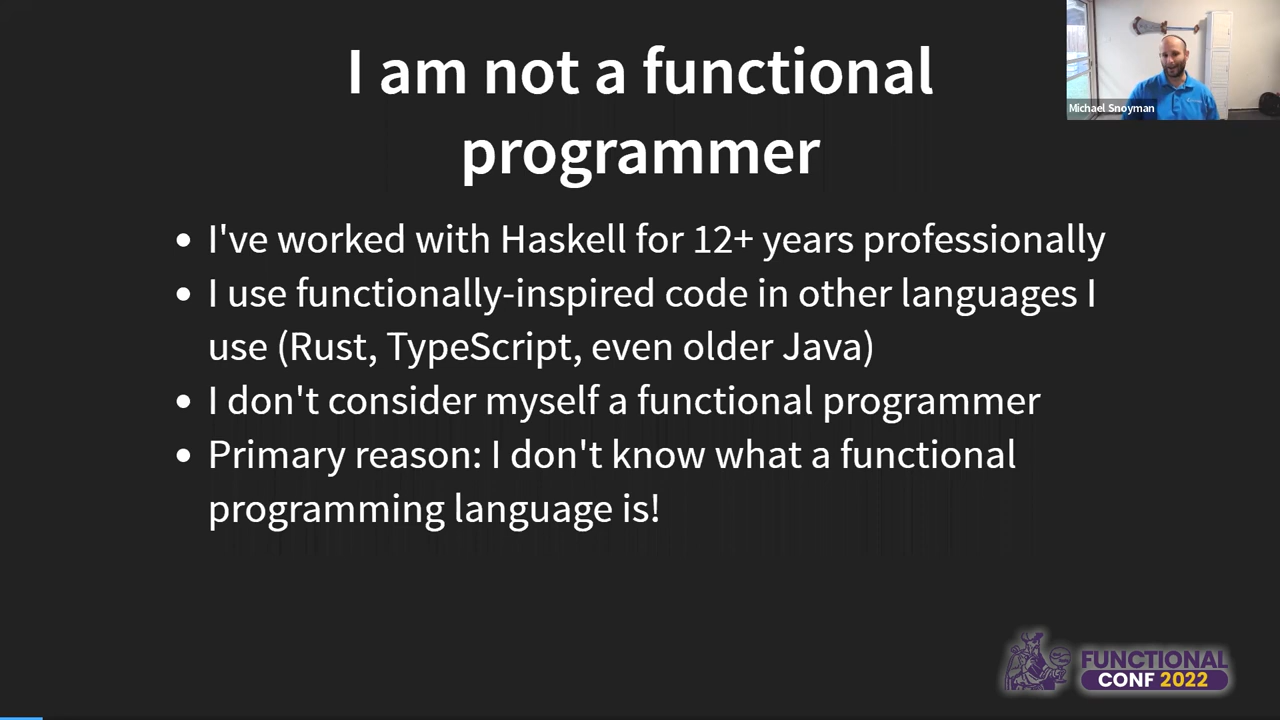 I am not a functional
programmer
Michael Snoyman
• I've worked with Haskell for 12+ years professionally
• I use functionally-inspired code in other languages I
use (Rust, TypeScript, even older Java)
• I don't consider myself a functional programmer
• Primary reason: I don't know what a functional
programming language is!
FUNCTIONAL
CONF 2022